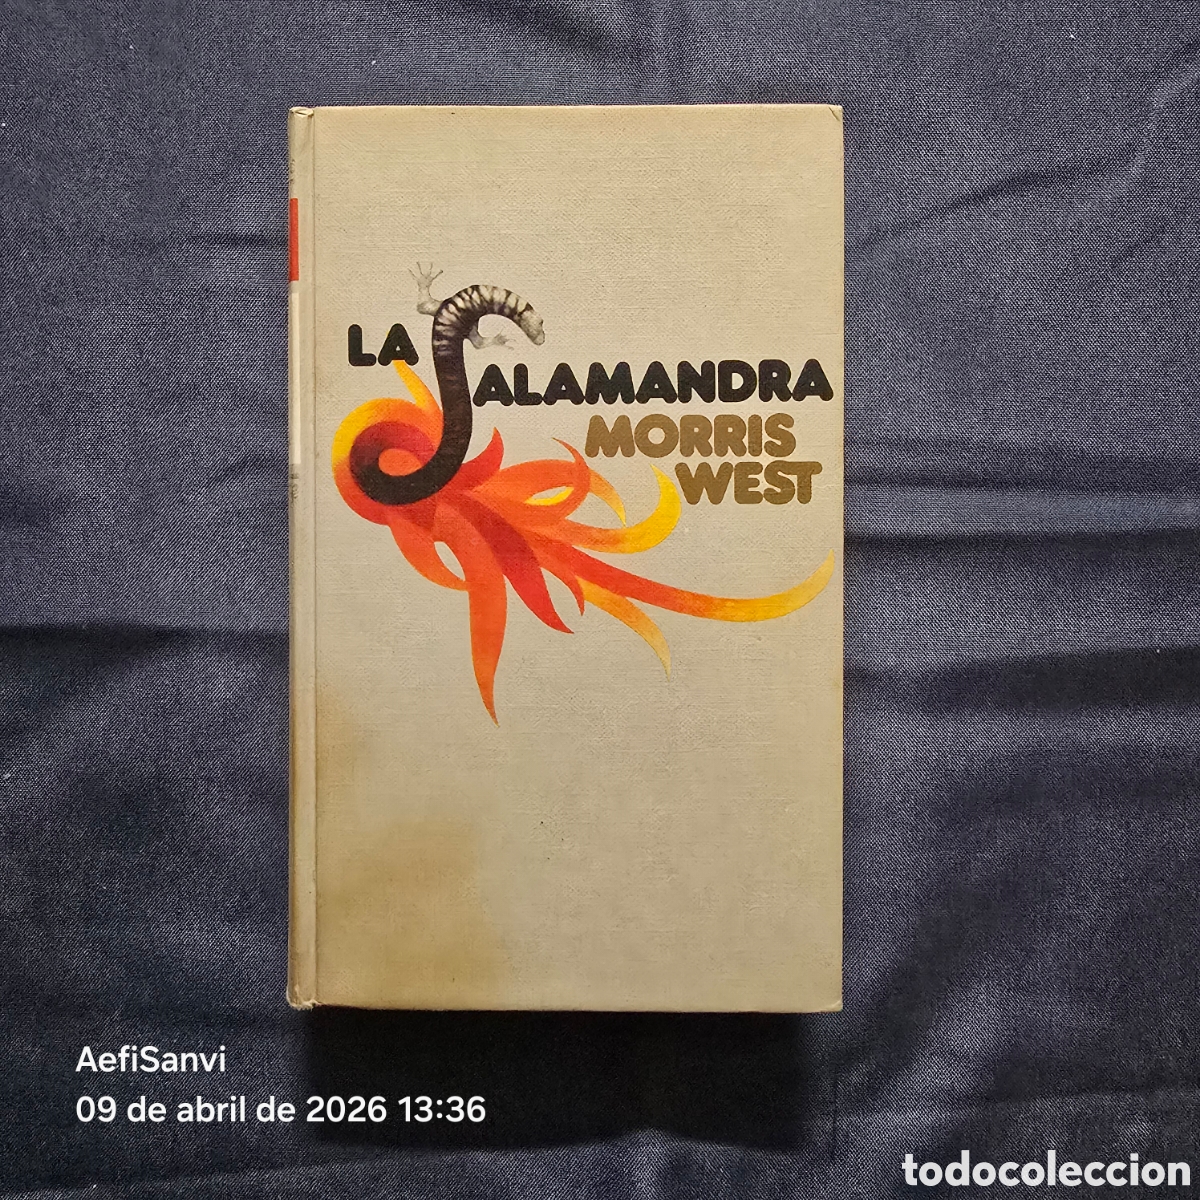 LA SALAMANDRA
MORRIS
WEST
AefiSanvi
09 de abril de 2026 13:36
todocoleccion